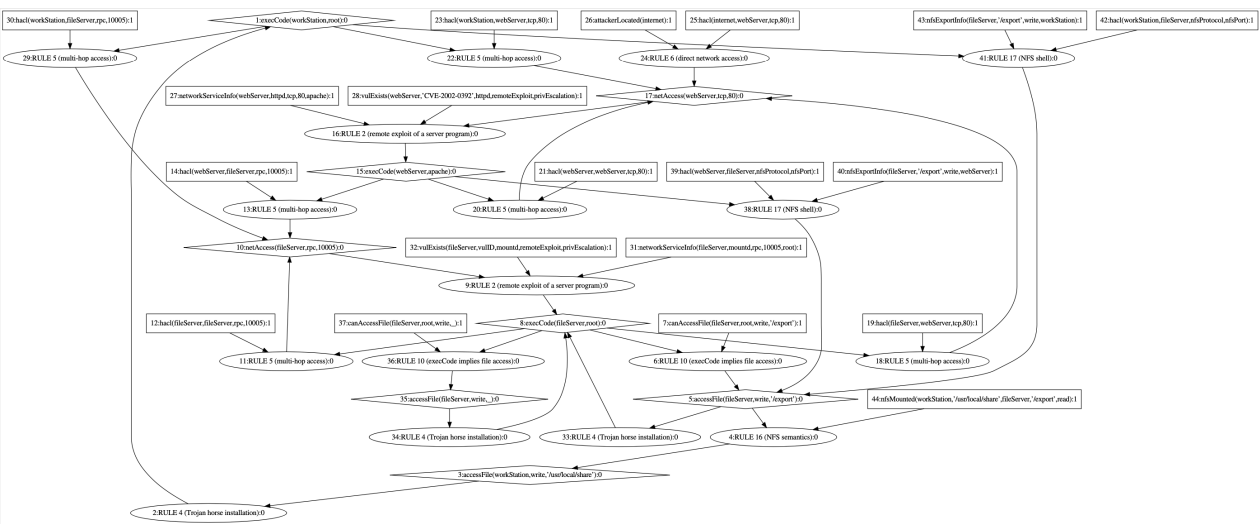 30:hacl(workStation,fileServer,rpc,10005):1
1:execCode(workStation,root):0
23:hacl(workStation,webServer,tcp,80):1
26:attackerLocated(internet):1
25:hacl(internet,webServer,tcp,80):1
43:nfsExportInfo(fileServer,'/export',write,workStation):1
42:hacl(workStation,fileServer,nfsProtocol,nfsPort):1
29:RULE 5 (multi-hop access):0
22:RULE 5 (multi-hop access):0
24:RULE 6 (direct network access):0
41:RULE 17 (NFS shell):0
27:networkServiceInfo(webServer,httpd,tcp,80,apache):1
28:vulExists(webServer,'CVE-2002-0392',httpd,remoteExploit,privEscalation):1
17:netAccess(webServer,tcp,80):0
16:RULE 2 (remote exploit of a server program):0
14:hacl(webServer,fileServer,rpc,10005):1
15:execCode(webServer,apache):0
21:hacl(webServer,webServer,tcp,80):1
39:hacl(webServer,fileServer,nfsProtocol,nfsPort):1
40:nfsExportInfo(fileServer,'/export',write,webServer):1
13:RULE 5 (multi-hop access):0
20:RULE 5 (multi-hop access):0
38:RULE 17 (NFS shell):0
10:netAccess(fileServer,rpc,10005):0
32:vulExists(fileServer,vulID,mountd,remoteExploit,privEscalation):1
31:networkServiceInfo(fileServer,mountd,rpc,10005,root):1
9:RULE 2 (remote exploit of a server program):0
12:hacl(fileServer,fileServer,rpc,10005):1
37:canAccessFile(fileServer,root,write,_):1
8:execCode(fileServer,root):0
7:canAccessFile(fileServer,root,write,'/export'):1
19:hacl(fileServer,webServer,tcp,80):1
11:RULE 5 (multi-hop access):0
36:RULE 10 (execCode implies file access):0
6:RULE 10 (execCode implies file access):0
18:RULE 5 (multi-hop access):0
35:accessFile(fileServer,write,_):0
5:accessFile(fileServer,write,'/export'):0
44:nfsMounted(workStation,'/usr/local/share',fileServer,'/export',read):1
34:RULE 4 (Trojan horse installation):0
33:RULE 4 (Trojan horse installation):0
4:RULE 16 (NFS semantics):0
3:accessFile(workStation,write,'/usr/local/share'):0
2:RULE 4 (Trojan horse installation):0